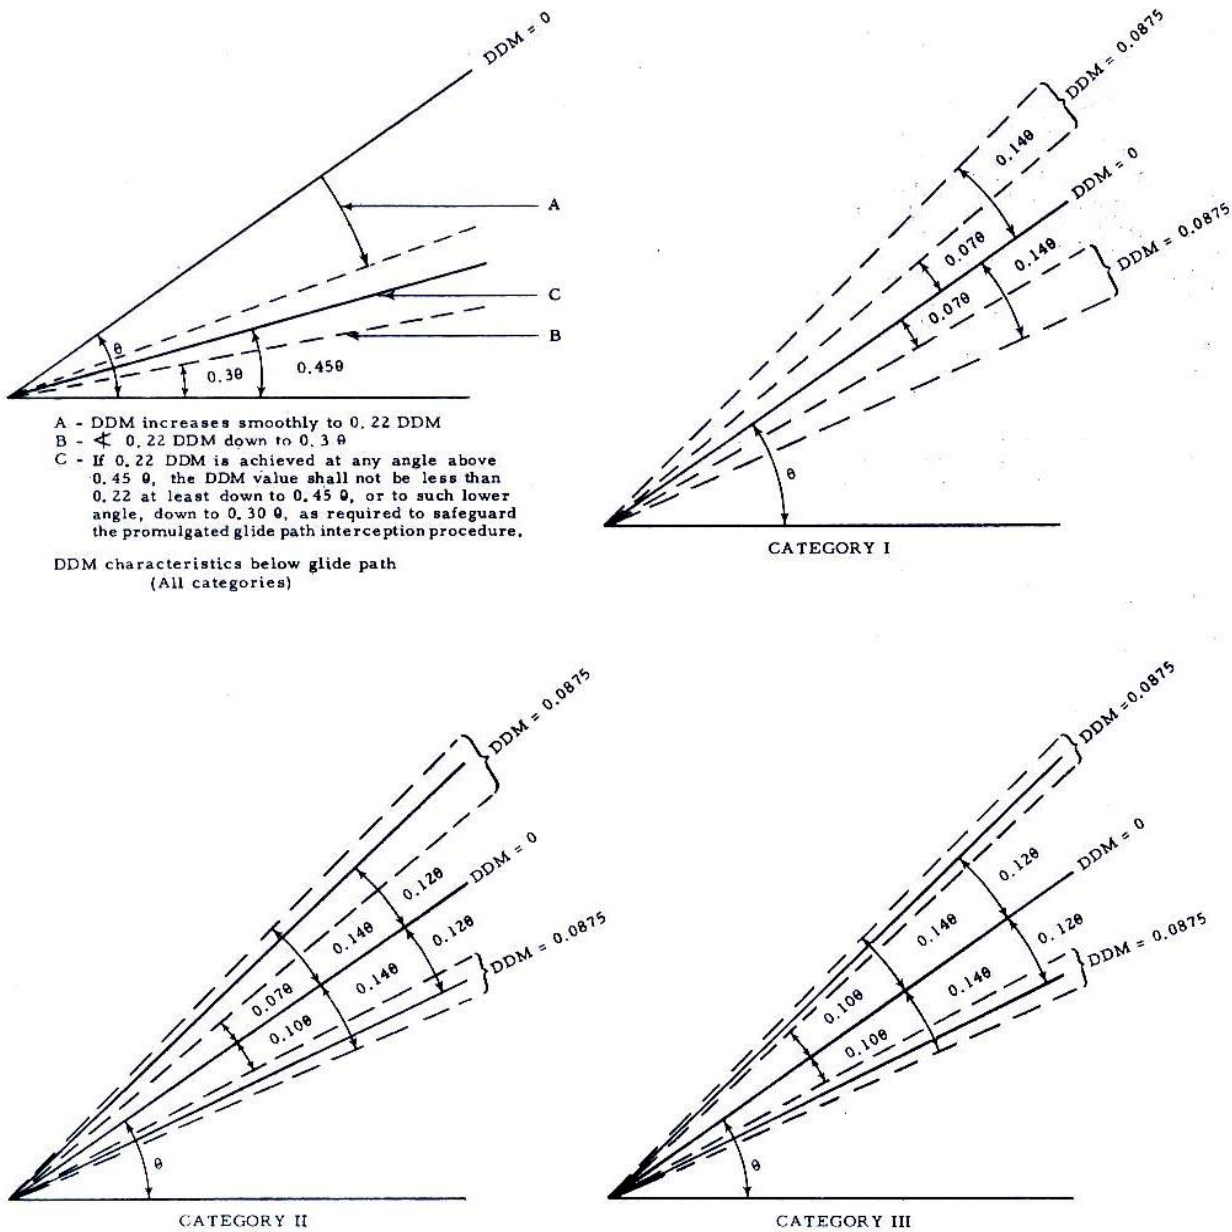 DDM = 0
A
C
B
θ
0.3θ
0.45θ
A - DDM increases smoothly to 0.22 DDM
B - ≮ 0.22 DDM down to 0.3 θ
C - If 0.22 DDM is achieved at any angle above
0.45 θ, the DDM value shall not be less than
0.22 at least down to 0.45 θ, or to such lower
angle, down to 0.30 θ, as required to safeguard
the promulgated glide path interception procedure.
DDM characteristics below glide path
(All categories)
DDM = 0.0875
0.14θ
DDM = 0
0.07θ
0.14θ
DDM = 0.0875
0.07θ
θ
CATEGORY I
DDM = 0.0875
DDM = 0
0.12θ
0.14θ
0.12θ
DDM = 0.0875
0.07θ
0.14θ
0.10θ
θ
CATEGORY II
DDM = 0.0875
DDM = 0
0.12θ
0.14θ
0.12θ
DDM = 0.0875
0.10θ
0.14θ
0.10θ
θ
CATEGORY III